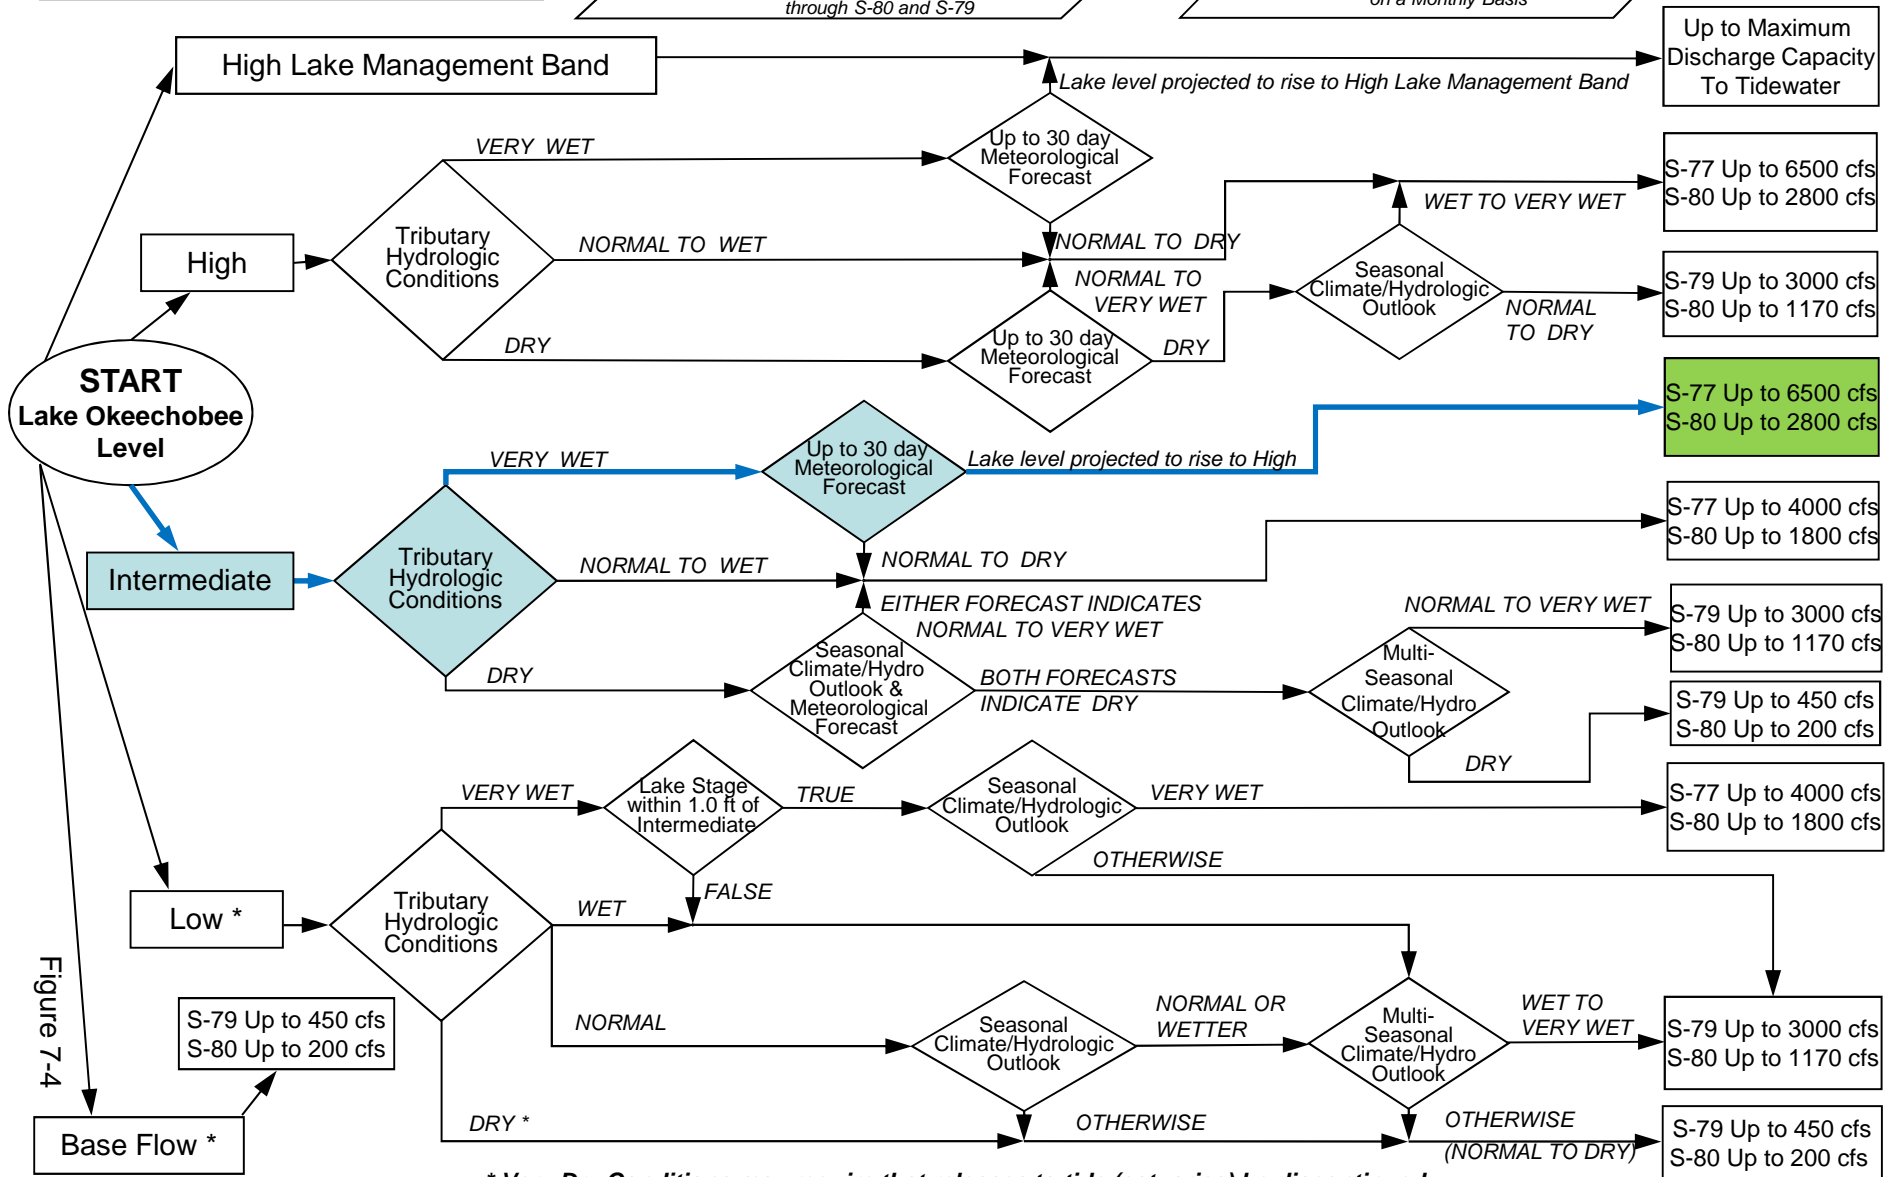 through S-80 and S-79
on a Monthly Basis
High Lake Management Band
Lake level projected to rise to High Lake Management Band
Up to Maximum
Discharge Capacity
To Tidewater
VERY WET
Up to 30 day
Meteorological
Forecast
S-77 Up to 6500 cfs
S-80 Up to 2800 cfs
WET TO VERY WET
High
Tributary
Hydrologic
Conditions
NORMAL TO WET
NORMAL TO DRY
NORMAL TO
VERY WET
Seasonal
Climate/Hydrologic
Outlook
NORMAL
TO DRY
S-79 Up to 3000 cfs
S-80 Up to 1170 cfs
DRY
Up to 30 day
Meteorological
Forecast
DRY
START
Lake Okeechobee
Level
S-77 Up to 6500 cfs
S-80 Up to 2800 cfs
VERY WET
Up to 30 day
Meteorological
Forecast
Lake level projected to rise to High
S-77 Up to 4000 cfs
S-80 Up to 1800 cfs
Intermediate
Tributary
Hydrologic
Conditions
NORMAL TO WET
NORMAL TO DRY
EITHER FORECAST INDICATES
NORMAL TO VERY WET
NORMAL TO VERY WET
S-79 Up to 3000 cfs
S-80 Up to 1170 cfs
DRY
Seasonal
Climate/Hydro
Outlook &
Meteorological
Forecast
BOTH FORECASTS
INDICATE DRY
Multi-
Seasonal
Climate/Hydro
Outlook
DRY
S-79 Up to 450 cfs
S-80 Up to 200 cfs
VERY WET
Lake Stage
within 1.0 ft of
Intermediate
TRUE
Seasonal
Climate/Hydrologic
Outlook
VERY WET
S-77 Up to 4000 cfs
S-80 Up to 1800 cfs
OTHERWISE
FALSE
Low *
Tributary
Hydrologic
Conditions
WET
NORMAL
Seasonal
Climate/Hydrologic
Outlook
NORMAL OR
WETTER
Multi-
Seasonal
Climate/Hydro
Outlook
WET TO
VERY WET
S-79 Up to 3000 cfs
S-80 Up to 1170 cfs
Figure 7-4
S-79 Up to 450 cfs
S-80 Up to 200 cfs
Base Flow *
DRY *
OTHERWISE
OTHERWISE
(NORMAL TO DRY)
S-79 Up to 450 cfs
S-80 Up to 200 cfs